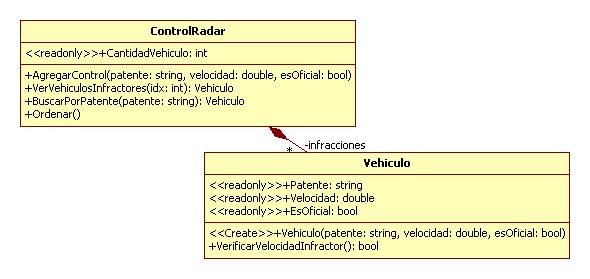 ControlRadar
<<readonly>>+CantidadVehiculo: int
+AgregarControl(patente: string, velocidad: double, esOficial: bool)
+VerVehiculosInfractores(idx: int): Vehiculo
+BuscarPorPatente(patente: string): Vehiculo
+Ordenar()
-infracciones
*
Vehiculo
<<readonly>>+Patente: string
<<readonly>>+Velocidad: double
<<readonly>>+EsOficial: bool
<<Create>>+Vehiculo(patente: string, velocidad: double, esOficial: bool)
+VerificarVelocidadInfractor(): bool